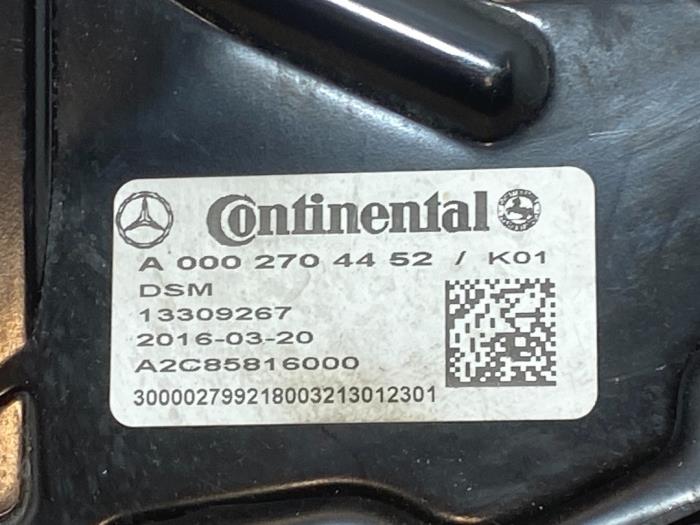 Continental
A 000 270 44 52 / K01
DSM
13309267
2016-03-20
A2C85816000
300002799218003213012301